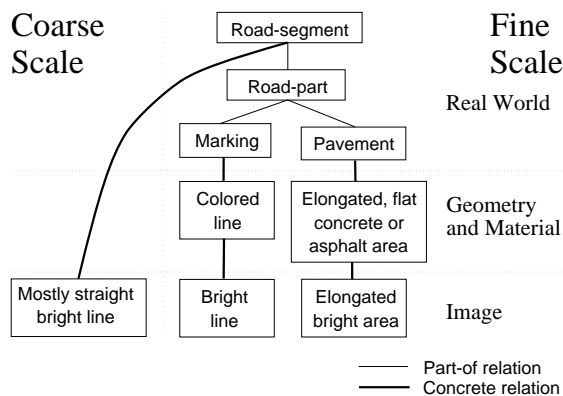 Coarse
Scale
Road-segment
Fine
Scale
Road-part
Real World
Marking
Pavement
Colored
line
Elongated, flat
concrete or
asphalt area
Geometry
and Material
Mostly straight
bright line
Bright
line
Elongated
bright area
Image
Part-of relation
Concrete relation